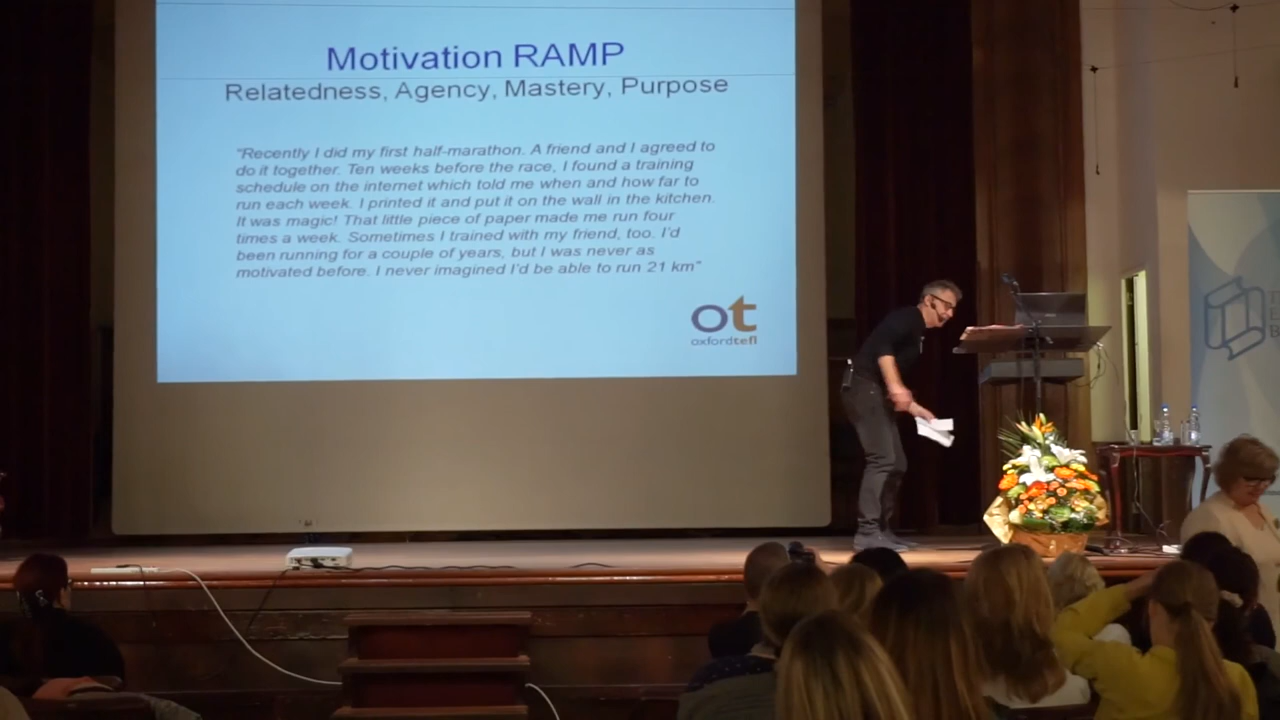 Motivation RAMP
Relatedness, Agency, Mastery, Purpose
"Recently I did my first half-marathon. A friend and I agreed to
do it together. Ten weeks before the race, I found a training
schedule on the internet which told me when and how far to
run each week. I printed it and put it on the wall in the kitchen.
It was magic! That little piece of paper made me run four
times a week. Sometimes I trained with my friend, too. I'd
been running for a couple of years, but I was never as
motivated before. I never imagined I'd be able to run 21 km"
ot
oxfordtefl